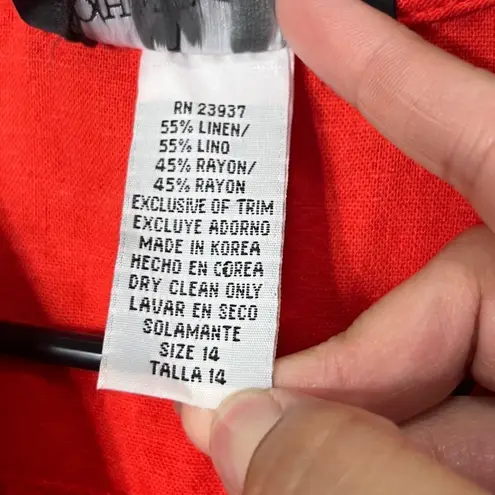 RN 23937
55% LINEN/
55% LINO
45% RAYON/
45% RAYON
EXCLUSIVE OF TRIM
EXCLUYE ADORNO
MADE IN KOREA
HECHO EN COREA
DRY CLEAN ONLY
LAVAR EN SECO
SOLAMANTE
SIZE 14
TALLA 14